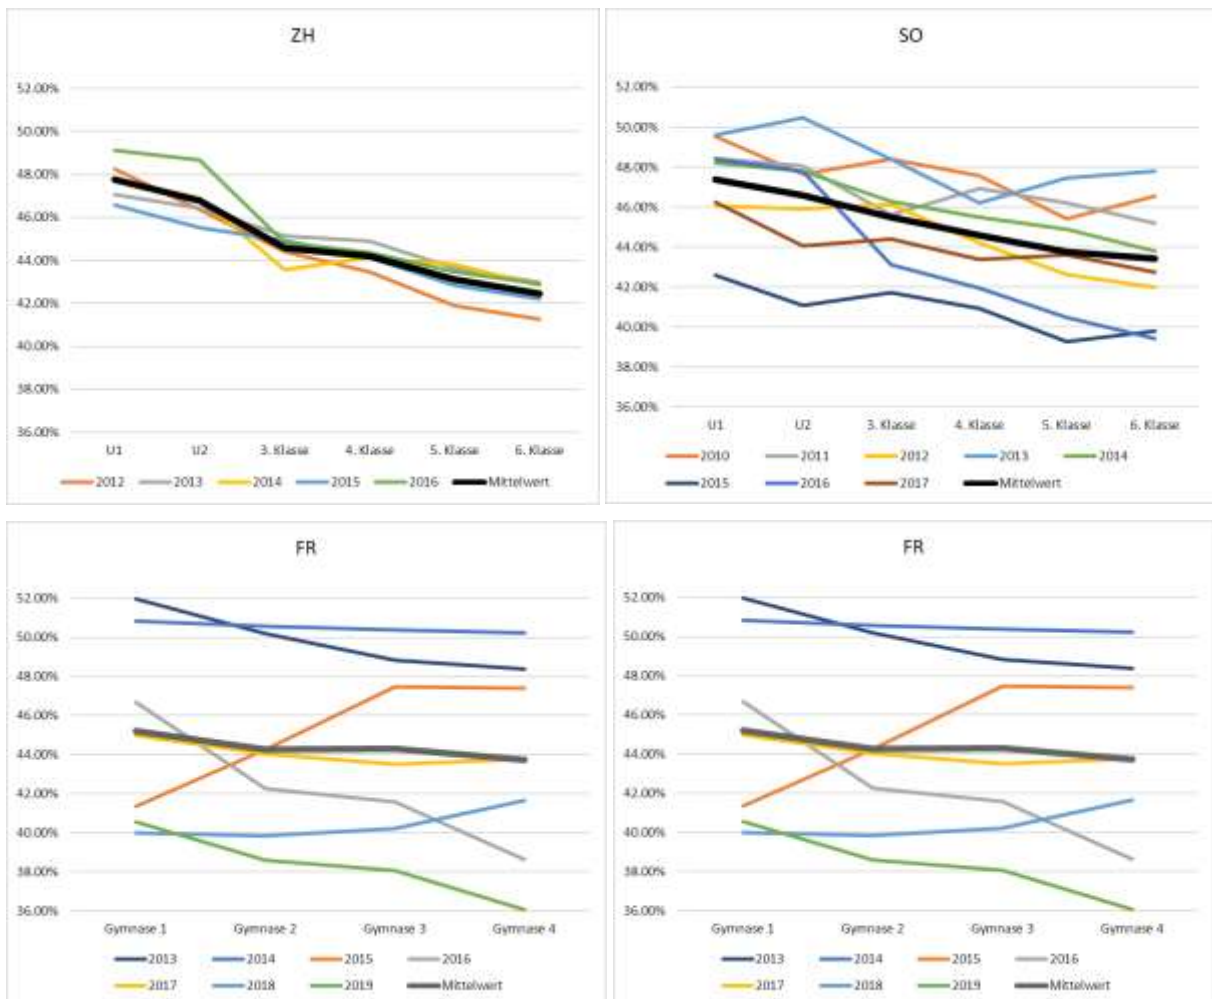 ZH
52.00%
50.00%
48.00%
46.00%
44.00%
42.00%
40.00%
38.00%
36.00%
U1 U2 3. Klasse 4. Klasse 5. Klasse 6. Klasse
2012 2013 2014 2015 2016 Mittelwert
SO
52.00%
50.00%
48.00%
46.00%
44.00%
42.00%
40.00%
38.00%
36.00%
U1 U2 3. Klasse 4. Klasse 5. Klasse 6. Klasse
2010 2011 2012 2013 2014
2015 2016 2017 Mittelwert
FR
52.00%
50.00%
48.00%
46.00%
44.00%
42.00%
40.00%
38.00%
36.00%
Gymnase 1 Gymnase 2 Gymnase 3 Gymnase 4
2013 2014 2015 2016
2017 2018 2019 Mittelwert
FR
52.00%
50.00%
48.00%
46.00%
44.00%
42.00%
40.00%
38.00%
36.00%
Gymnase 1 Gymnase 2 Gymnase 3 Gymnase 4
2013 2014 2015 2016
2017 2018 2019 Mittelwert